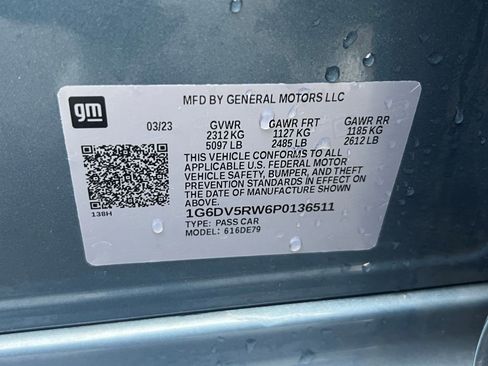 gm
MFD BY GENERAL MOTORS LLC
03/23 GVWR GAWR FRT GAWR RR
2312 KG 1127 KG 1185 KG
5097 LB 2485 LB 2612 LB
THIS VEHICLE CONFORMS TO ALL
APPLICABLE U.S. FEDERAL MOTOR
VEHICLE SAFETY, BUMPER, AND
THEFT PREVENTION STANDARDS
IN EFFECT ON THE DATE OF
MANUFACTURE SHOWN
ABOVE.
138H
1G6DV5RW6P0136511
TYPE: PASS CAR
MODEL: 616DE79